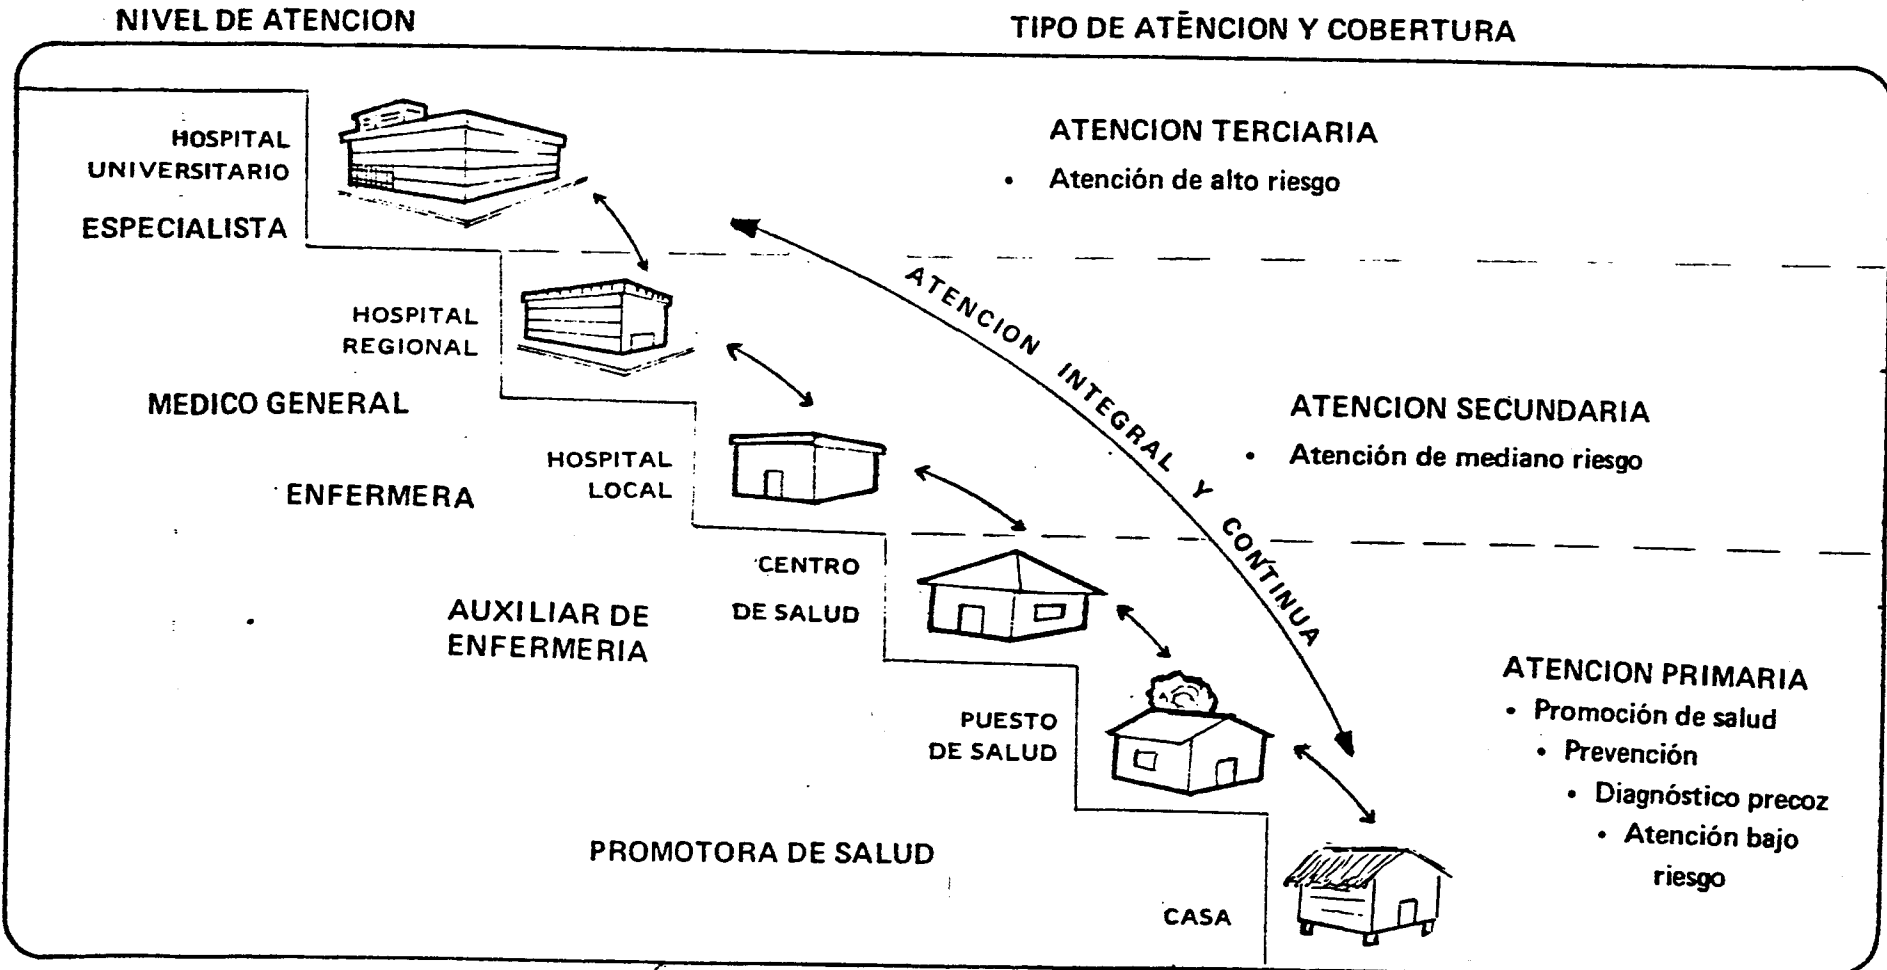 NIVEL DE ATENCION
TIPO DE ATENCION Y COBERTURA
HOSPITAL
UNIVERSITARIO
ESPECIALISTA
ATENCION TERCIARIA
• Atención de alto riesgo
HOSPITAL
REGIONAL
MEDICO GENERAL
ATENCION INTEGRAL Y CONTINUA
ATENCION SECUNDARIA
• Atención de mediano riesgo
HOSPITAL
LOCAL
ENFERMERA
CENTRO
DE SALUD
AUXILIAR DE
ENFERMERIA
PUESTO
DE SALUD
ATENCION PRIMARIA
• Promoción de salud
• Prevención
• Diagnóstico precoz
• Atención bajo
riesgo
PROMOTORA DE SALUD
CASA